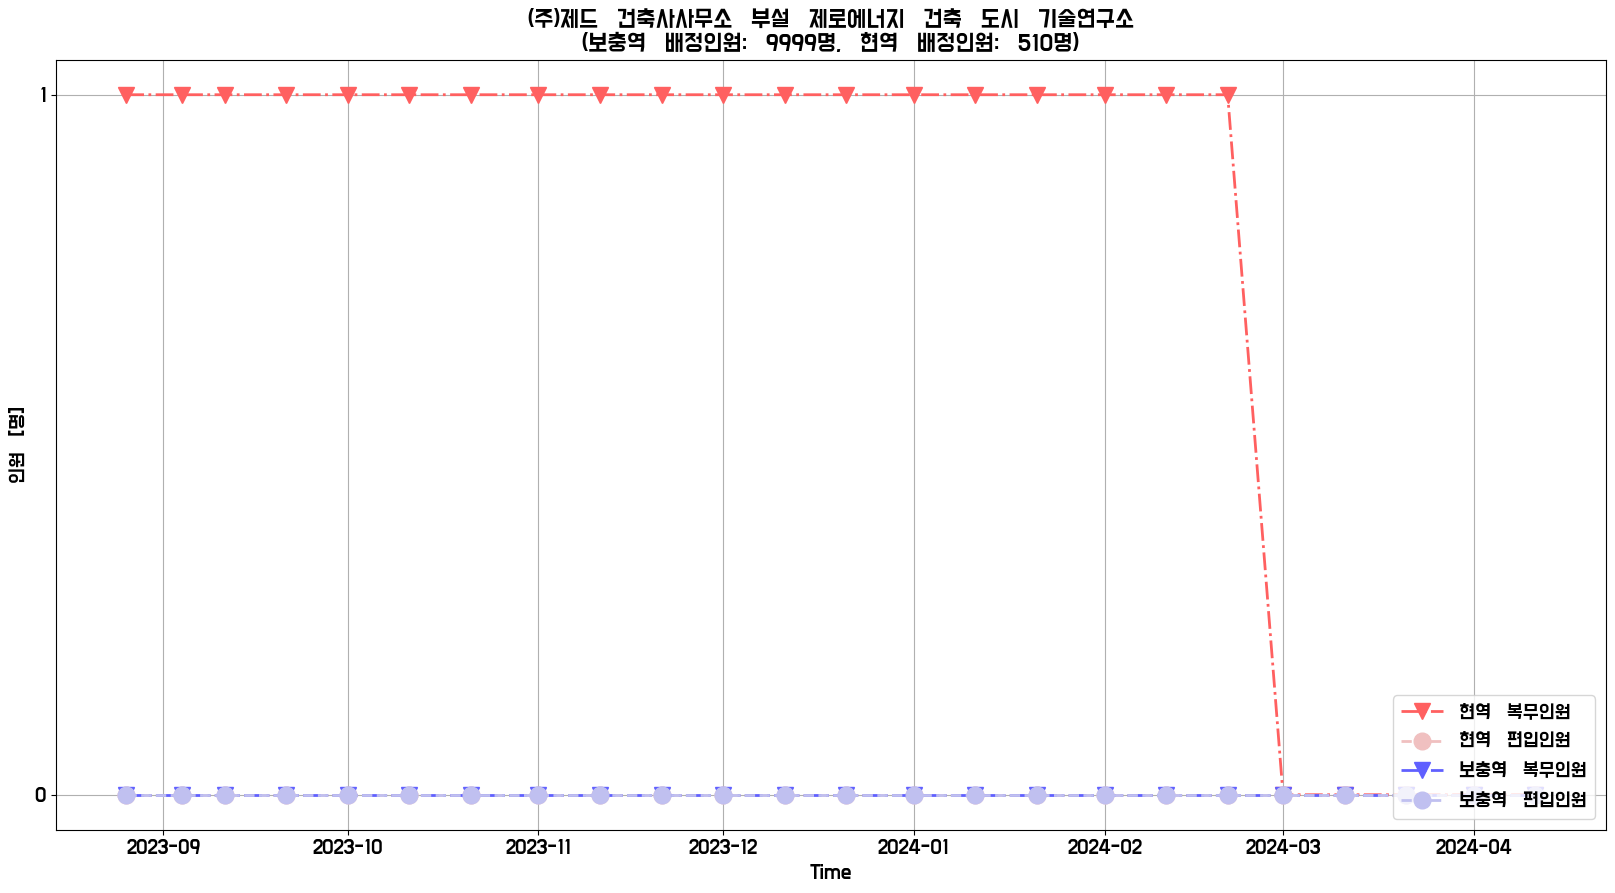 (주)제드 건축사사무소 부설 제로에너지 건축 도시 기술연구소
(보충역 배정인원: 9999명, 현역 배정인원: 510명)
1
0
인원 [명]
2023-09 2023-10 2023-11 2023-12 2024-01 2024-02 2024-03 2024-04
Time
현역 복무인원
현역 편입인원
보충역 복무인원
보충역 편입인원